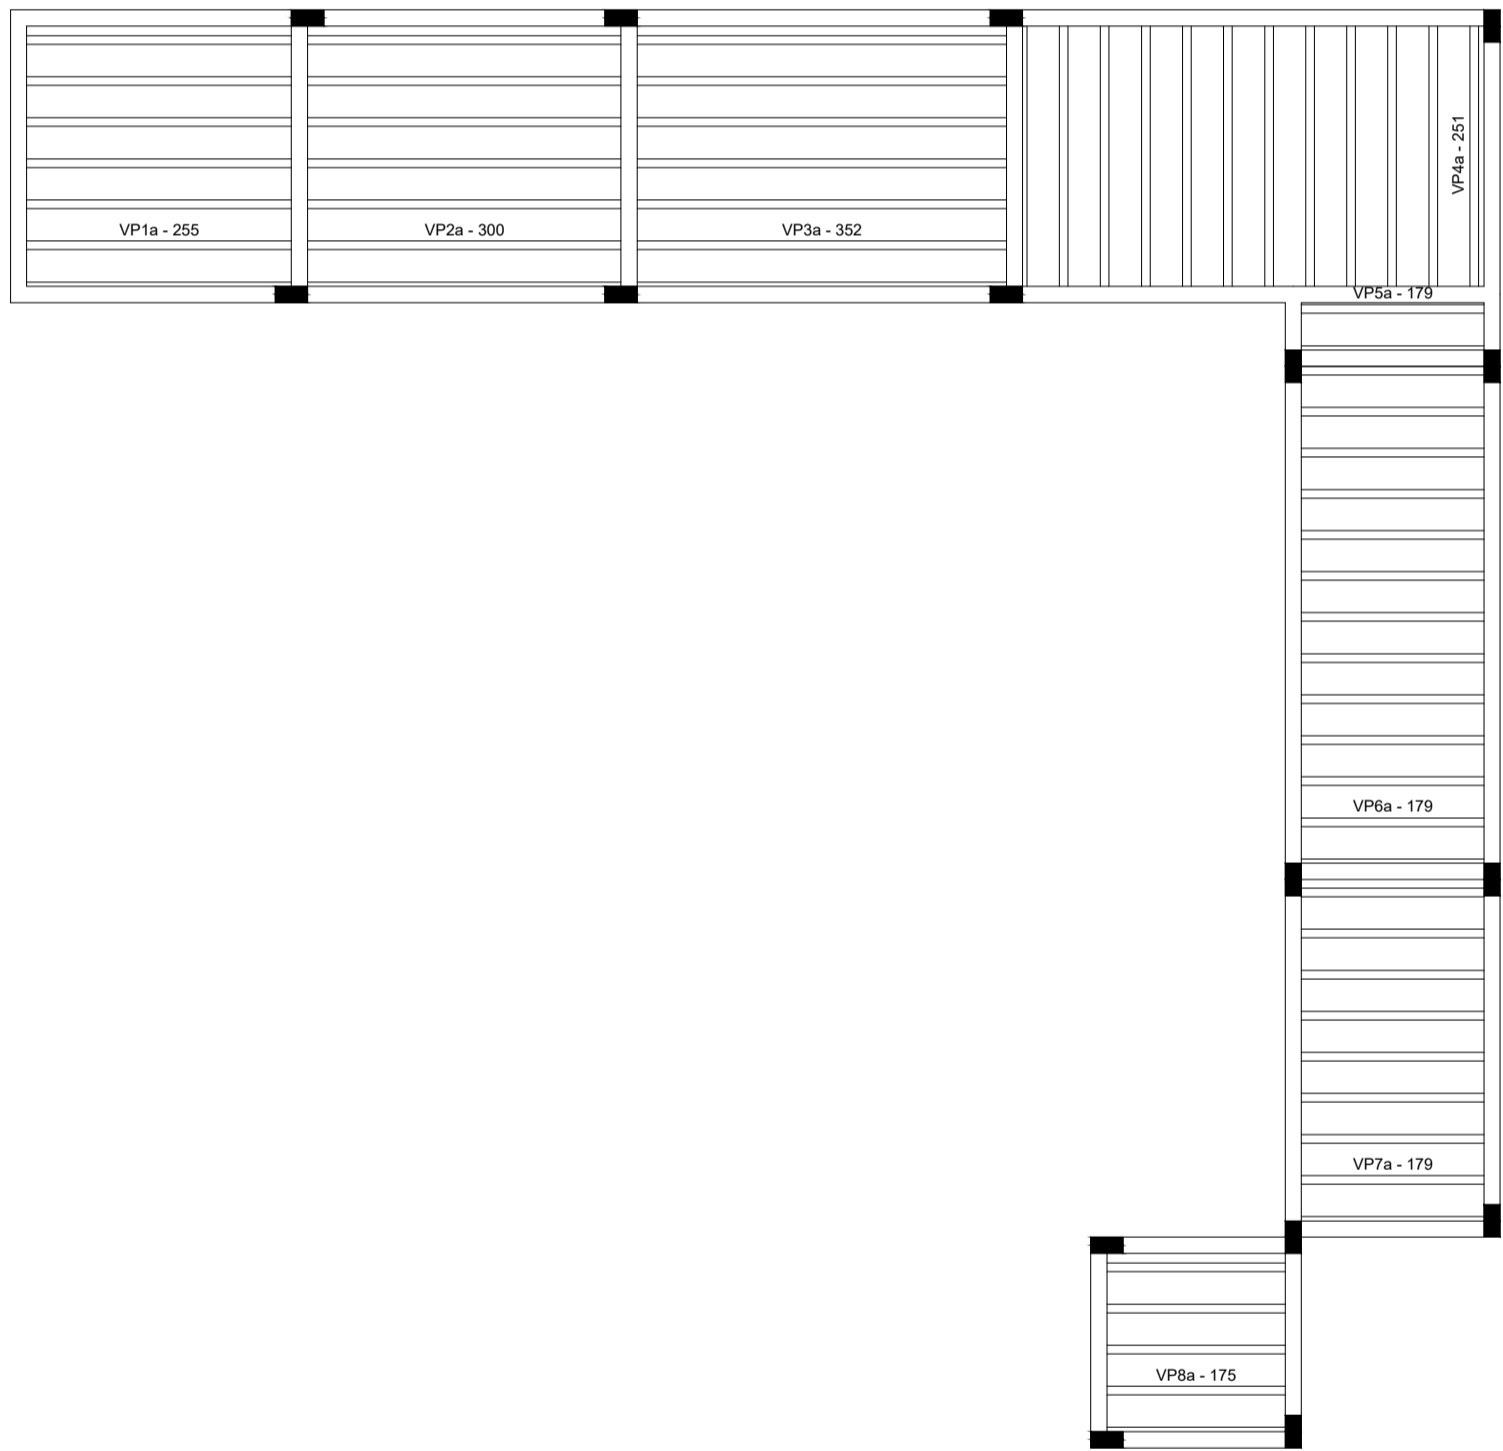 VP1a - 255
VP2a - 300
VP3a - 352
VP4a - 251
VP5a - 179
VP6a - 179
VP7a - 179
VP8a - 175